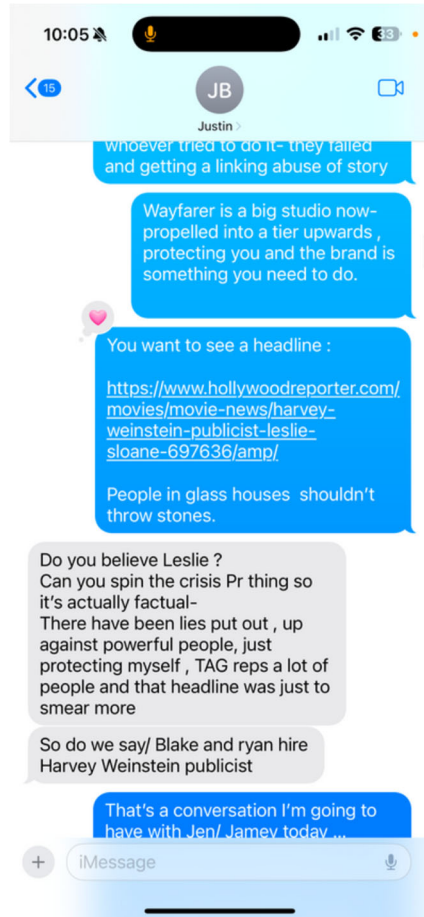 10:05
33
15
JB
Justin
whoever tried to do it- they failed
and getting a linking abuse of story
Wayfarer is a big studio now-
propelled into a tier upwards ,
protecting you and the brand is
something you need to do.
You want to see a headline :
https://www.hollywoodreporter.com/
movies/movie-news/harvey-
weinstein-publicist-leslie-
sloane-697636/amp/
People in glass houses shouldn't
throw stones.
Do you believe Leslie ?
Can you spin the crisis Pr thing so
it's actually factual-
There have been lies put out , up
against powerful people, just
protecting myself , TAG reps a lot of
people and that headline was just to
smear more
So do we say/ Blake and ryan hire
Harvey Weinstein publicist
That's a conversation I'm going to
have with Jen/ Jamey today ...
iMessage